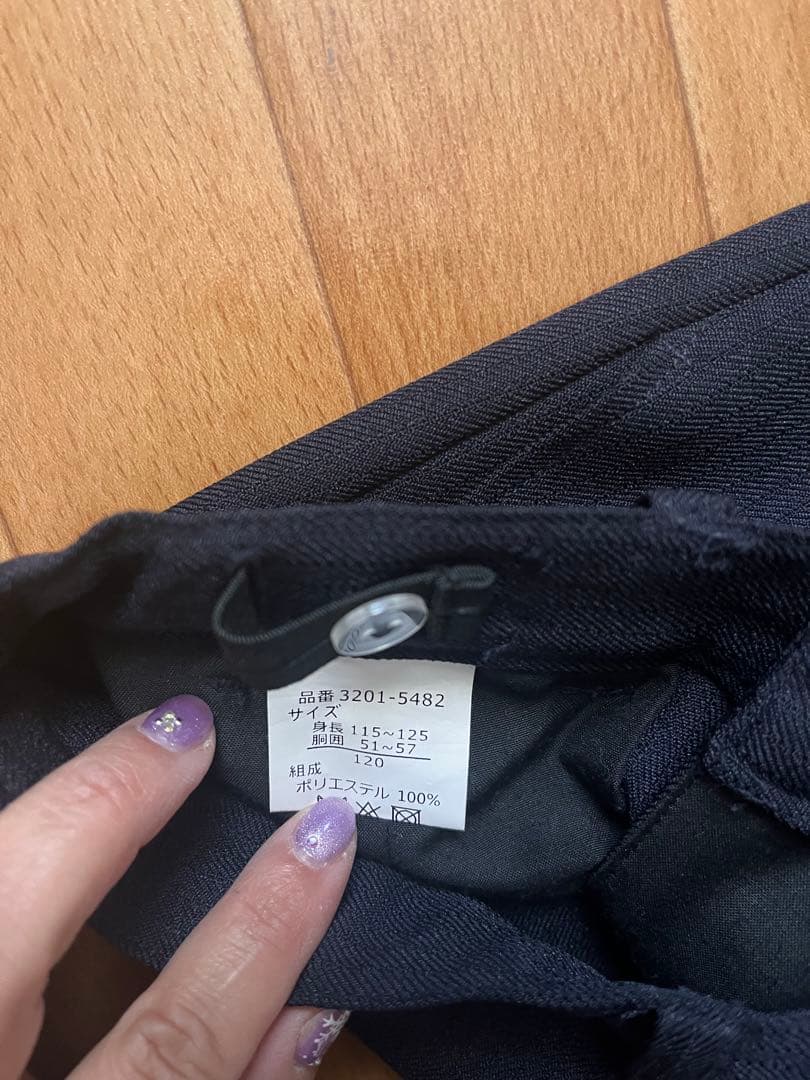 品番 3201-5482
サイズ
身長 115~125
胴囲 51~57
120
組成
ポリエステル 100%